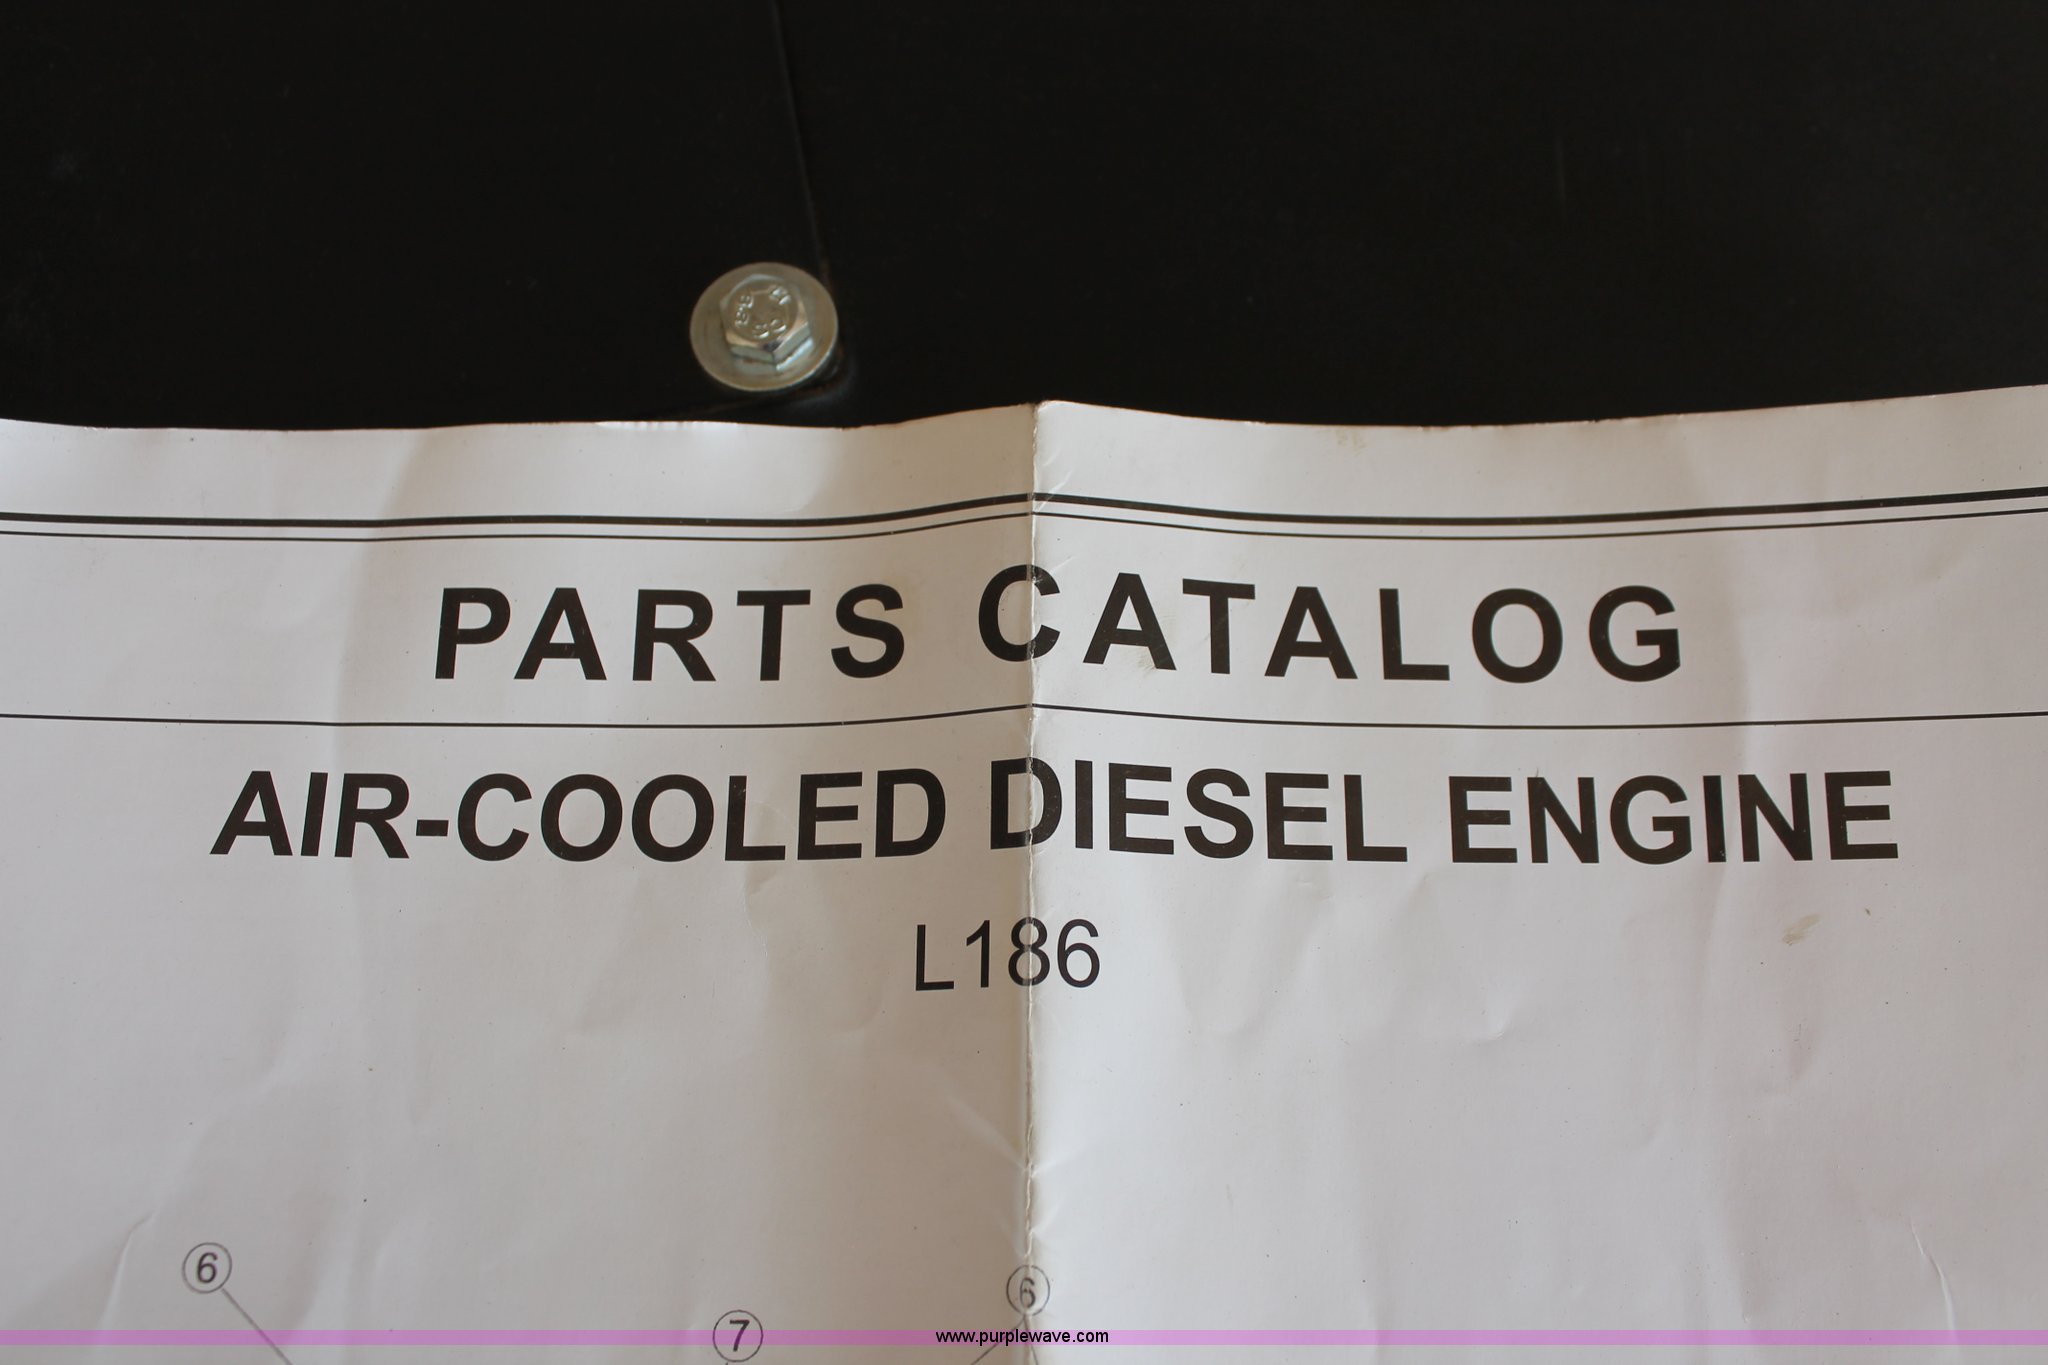 PARTS CATALOG
AIR-COOLED DIESEL ENGINE
L186
6
6
7
www.purplewave.com